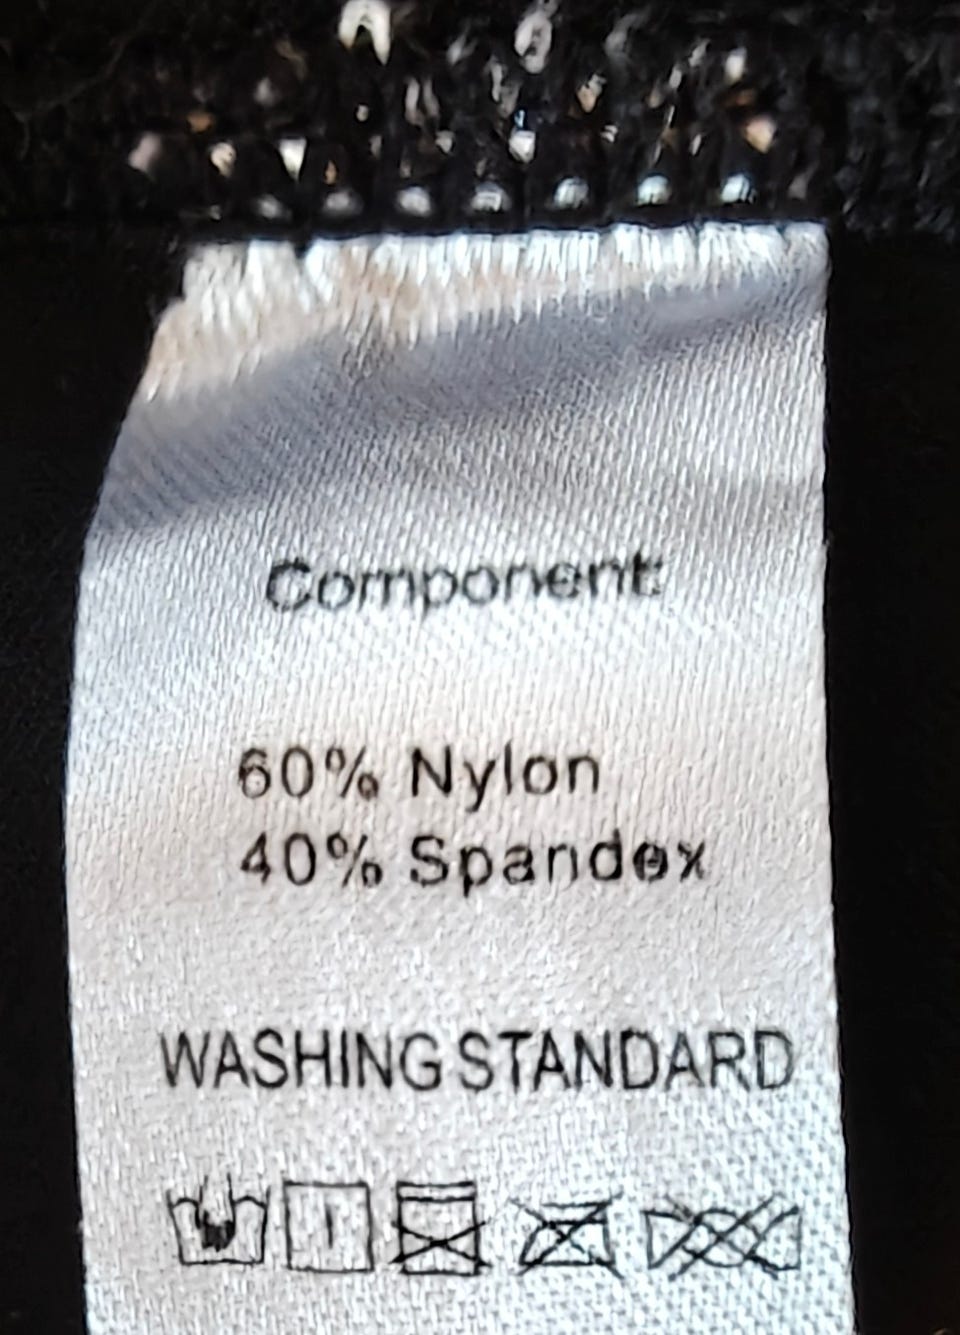 Component:
60% Nylon
40% Spandex
WASHING STANDARD